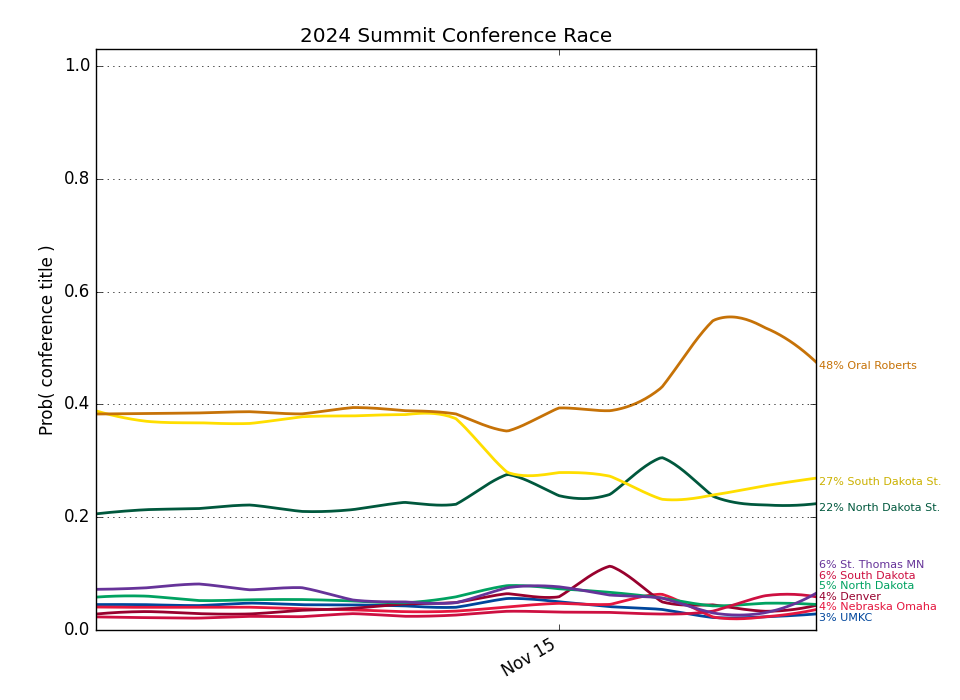 2024 Summit Conference Race
Prob( conference title )
1.0
0.8
0.6
0.4
0.2
0.0
Nov 15
48% Oral Roberts
27% South Dakota St.
22% North Dakota St.
6% St. Thomas MN
6% South Dakota
5% North Dakota
4% Denver
4% Nebraska Omaha
3% UMKC